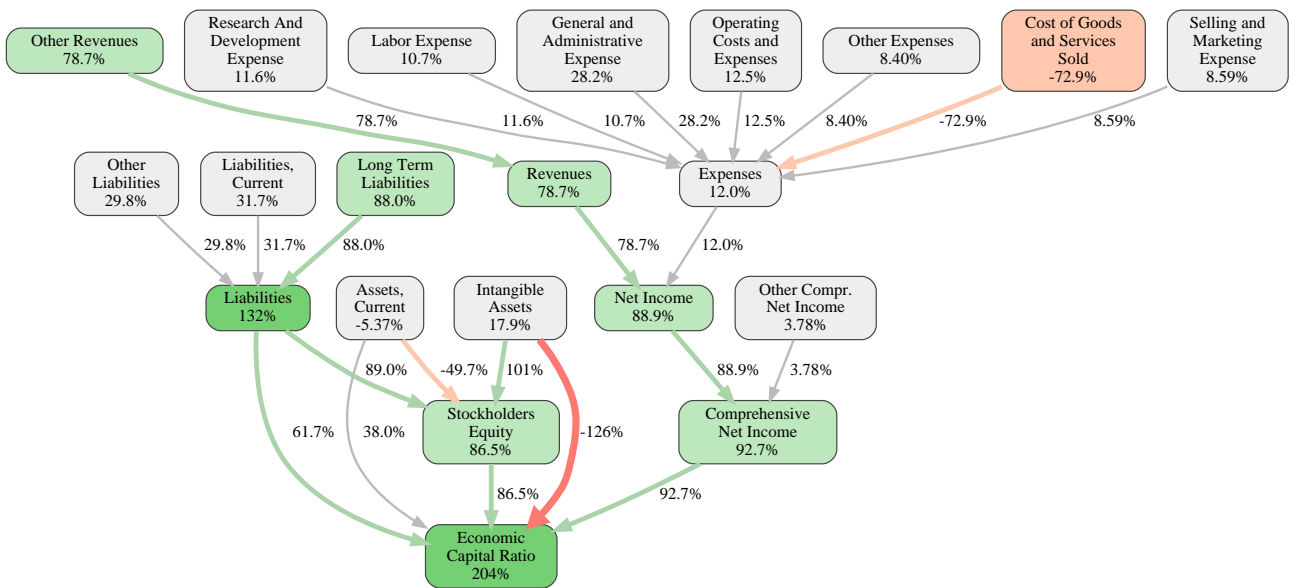 Other Revenues
78.7%
Research And
Development
Expense
11.6%
Labor Expense
10.7%
General and
Administrative
Expense
28.2%
Operating
Costs and
Expenses
12.5%
Other Expenses
8.40%
Cost of Goods
and Services
Sold
-72.9%
Selling and
Marketing
Expense
8.59%
78.7%
11.6%
10.7%
28.2%
12.5%
8.40%
-72.9%
8.59%
Other
Liabilities
29.8%
Liabilities,
Current
31.7%
Long Term
Liabilities
88.0%
Revenues
78.7%
Expenses
12.0%
29.8%
31.7%
88.0%
78.7%
12.0%
Liabilities
132%
Assets,
Current
-5.37%
Intangible
Assets
17.9%
Net Income
88.9%
Other Compr.
Net Income
3.78%
89.0%
-49.7%
101%
88.9%
3.78%
Stockholders
Equity
86.5%
Comprehensive
Net Income
92.7%
61.7%
38.0%
-126%
86.5%
92.7%
Economic
Capital Ratio
204%